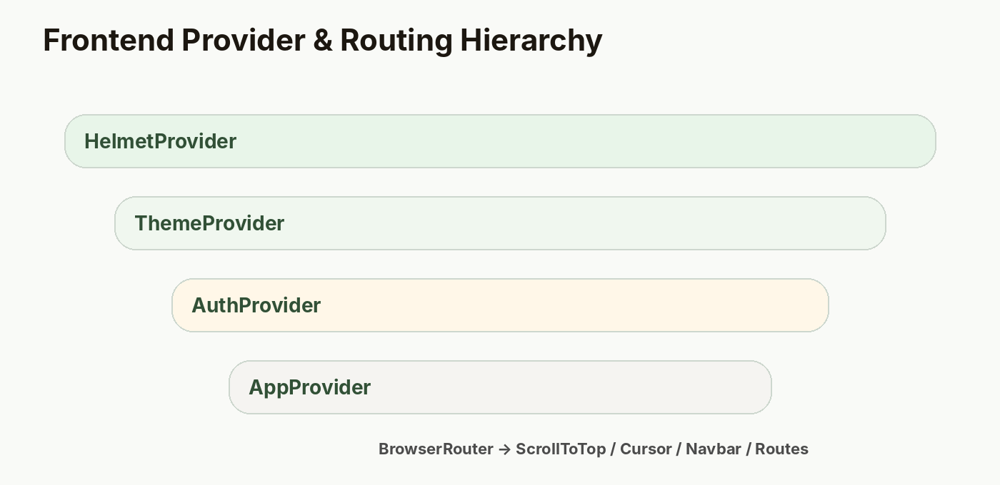 Frontend Provider & Routing Hierarchy
HelmetProvider
ThemeProvider
AuthProvider
AppProvider
BrowserRouter → ScrollToTop / Cursor / Navbar / Routes